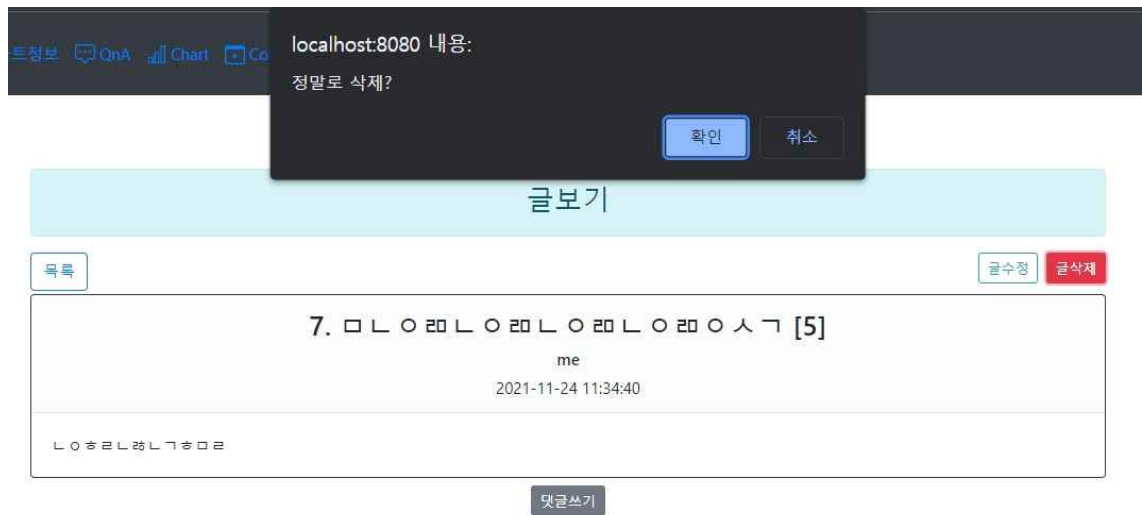 localhost:8080 내용:
정말로 삭제?
확인 취소
트정보 QnA Chart Co
글보기
목록 글수정 글삭제
7. ㅁㄴㅇㄻㄴㅇㄻㄴㅇㄻㄴㅇㄻㅇㅅㄱ [5]
me
2021-11-24 11:34:40
ㄴㅇㅎㄹㄴㅀㄴㄱㅎㅁㄹ
댓글쓰기